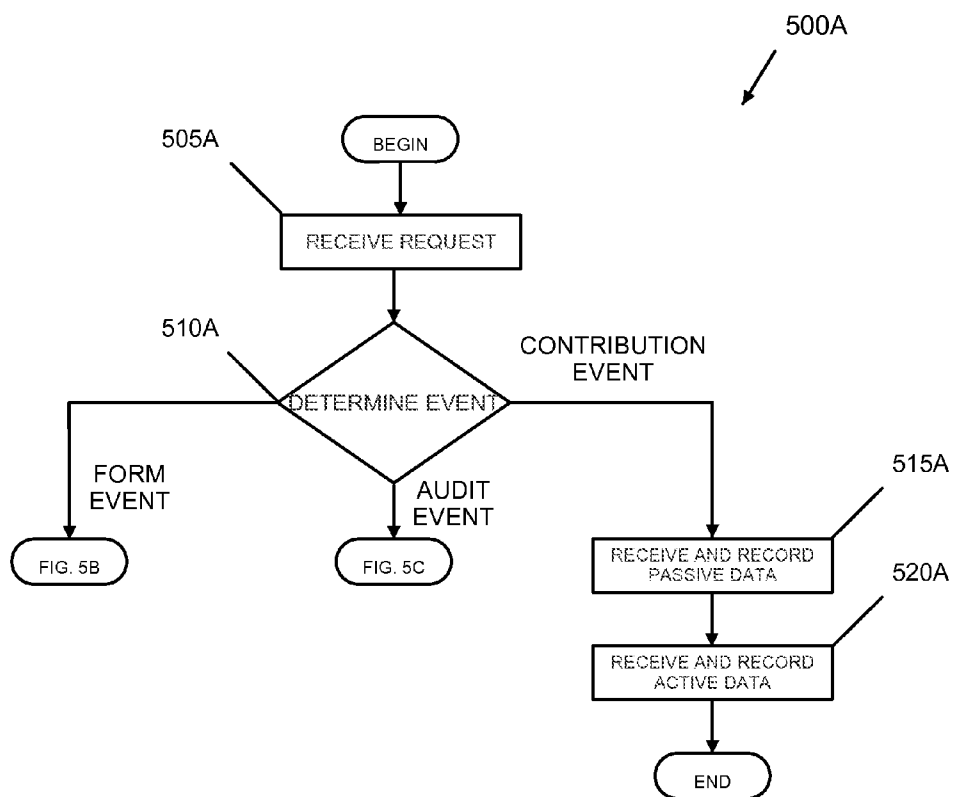 500A
505A
BEGIN
RECEIVE REQUEST
510A
CONTRIBUTION
EVENT
DETERMINE EVENT
FORM
EVENT
AUDIT
EVENT
515A
FIG. 5B
FIG. 5C
RECEIVE AND RECORD
PASSIVE DATA
520A
RECEIVE AND RECORD
ACTIVE DATA
END